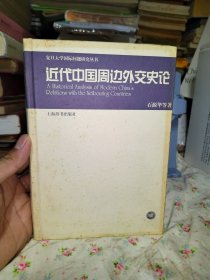 复旦大学国际问题研究丛书
近代中国周边外交史论
A Historical Analysis of Modern China's
Relations with the Neibouring Countries
石源华等著
上海辞书出版社